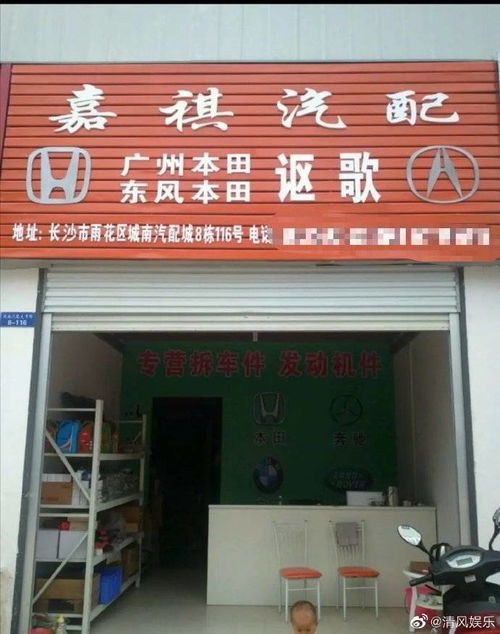 嘉祺汽配
广州本田
东风本田
讴歌
地址：长沙市雨花区城南汽配城8栋116号 电话
8-116
专营拆车件 发动机件
本田
奔驰
ROVER
@清风娱乐